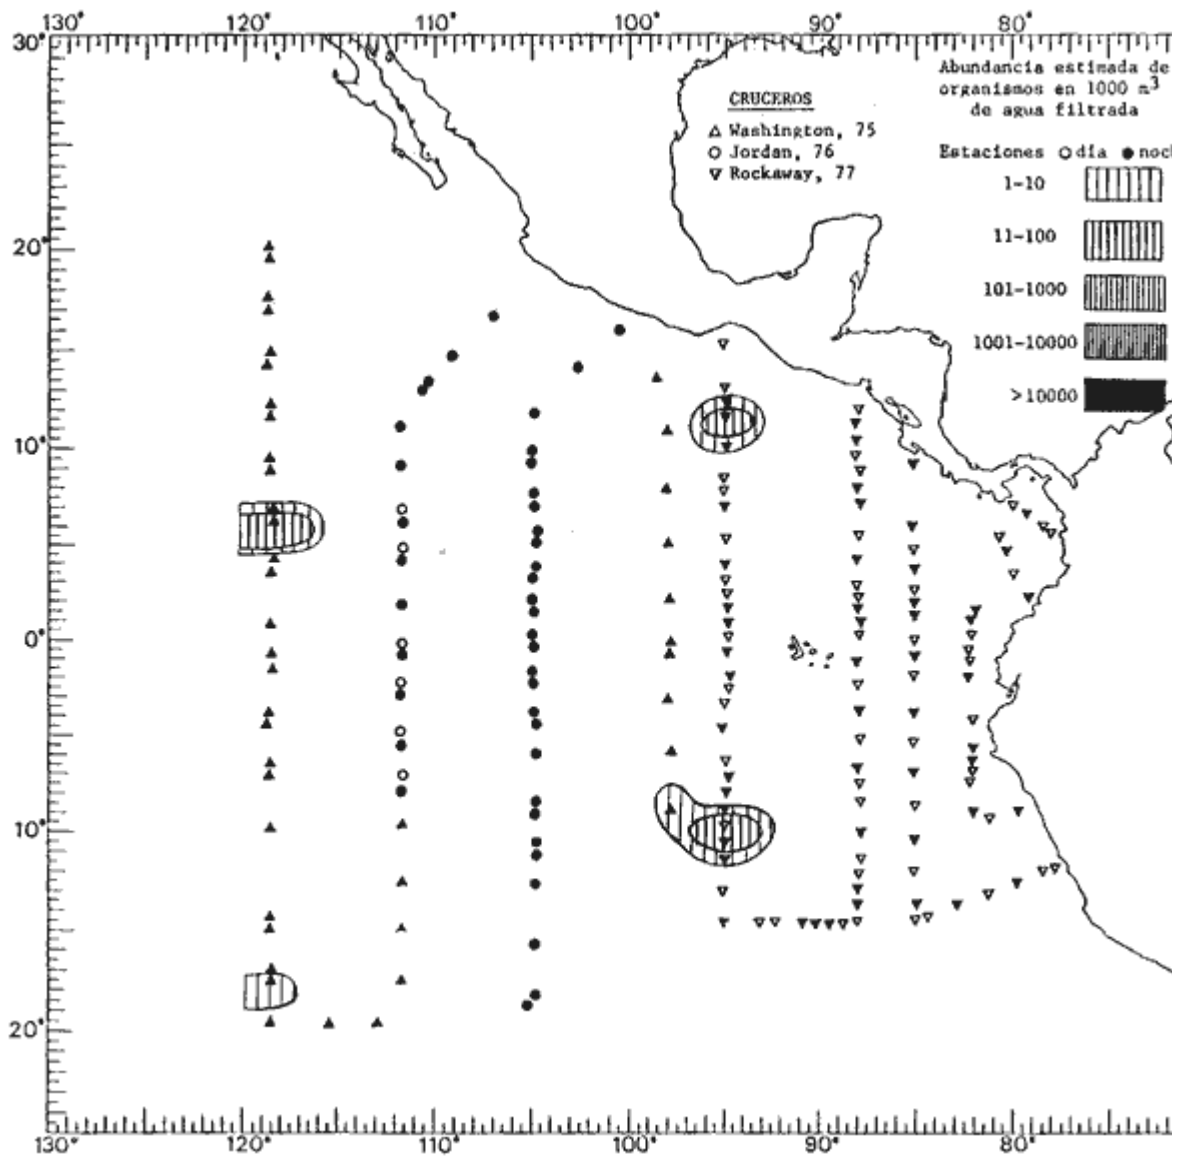 130° 120° 110° 100° 90° 80°
30°
20°
10°
0°
10°
20°
130° 120° 110° 100° 90° 80°
CRUCEROS
△ Washington, 75
○ Jordan, 76
▽ Rockaway, 77
Abundancia estimada de
organismos en 1000 m³
de agua filtrada
Estaciones ○ día ● noc
1-10
11-100
101-1000
1001-10000
>10000